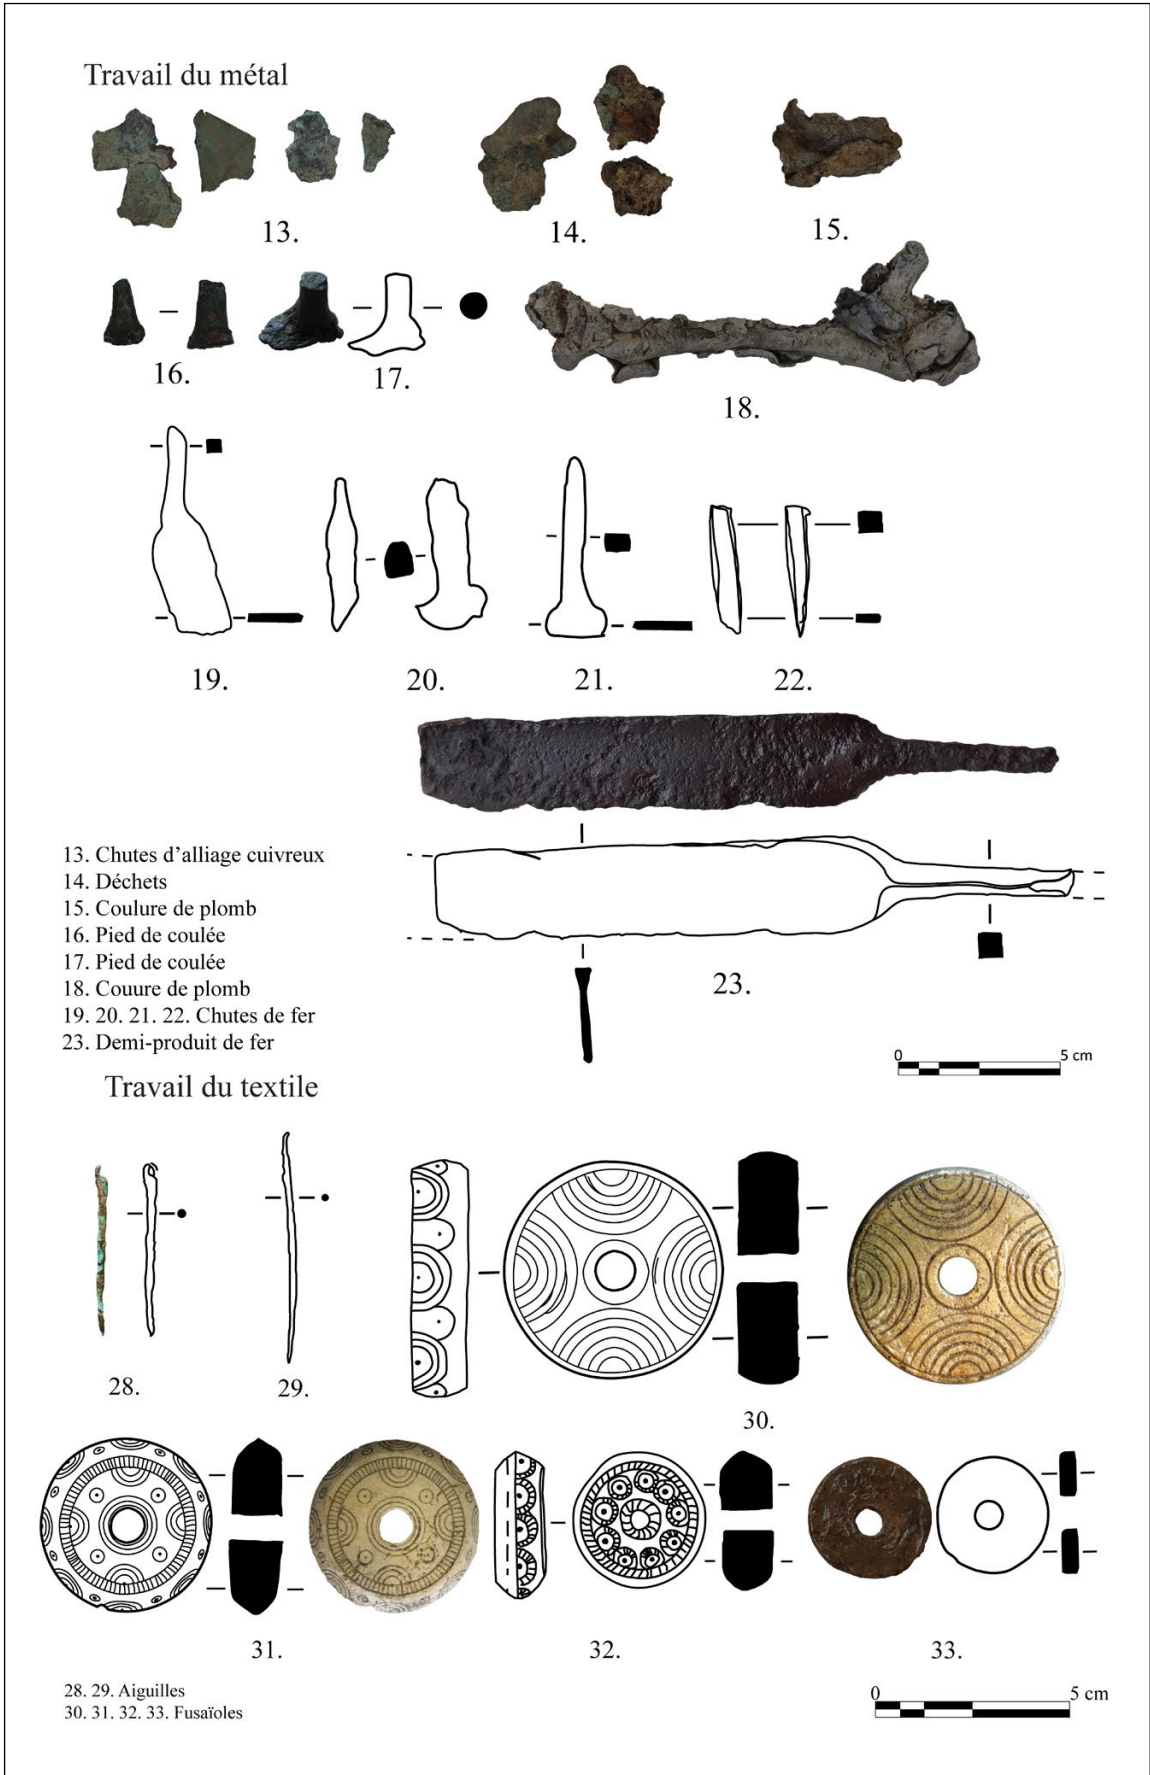 Travail du métal
13.
14.
15.
16.
17.
18.
19.
20.
21.
22.
23.
13. Chutes d'alliage cuivreux
14. Déchets
15. Coulure de plomb
16. Pied de coulée
17. Pied de coulée
18. Couure de plomb
19. 20. 21. 22. Chutes de fer
23. Demi-produit de fer
0 5 cm
Travail du textile
28.
29.
30.
31.
32.
33.
28. 29. Aiguilles
30. 31. 32. 33. Fusaïoles
0 5 cm